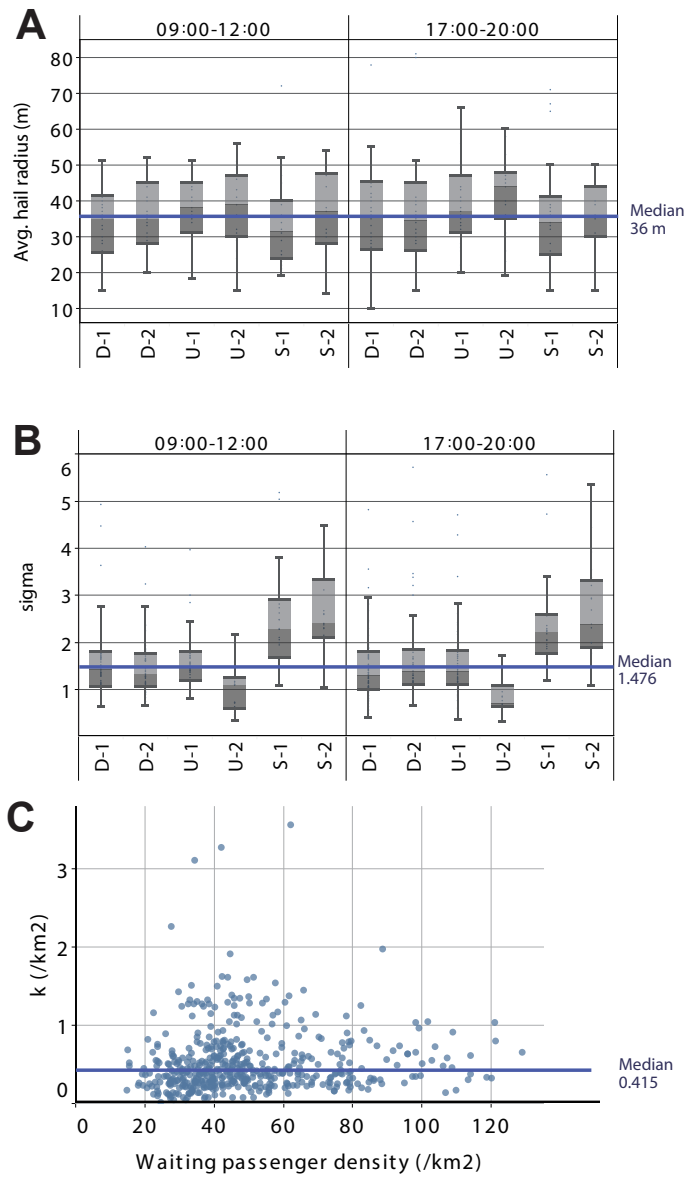 A
09:00-12:00
17:00-20:00
Avg. hail radius (m)
80
70
60
50
40
30
20
10
Median
36 m
D-1
D-2
U-1
U-2
S-1
S-2
D-1
D-2
U-1
U-2
S-1
S-2
B
09:00-12:00
17:00-20:00
sigma
6
5
4
3
2
1
Median
1.476
D-1
D-2
U-1
U-2
S-1
S-2
D-1
D-2
U-1
U-2
S-1
S-2
C
k (/km2)
3
2
1
0
Median
0.415
0
20
40
60
80
100
120
Waiting passenger density (/km2)